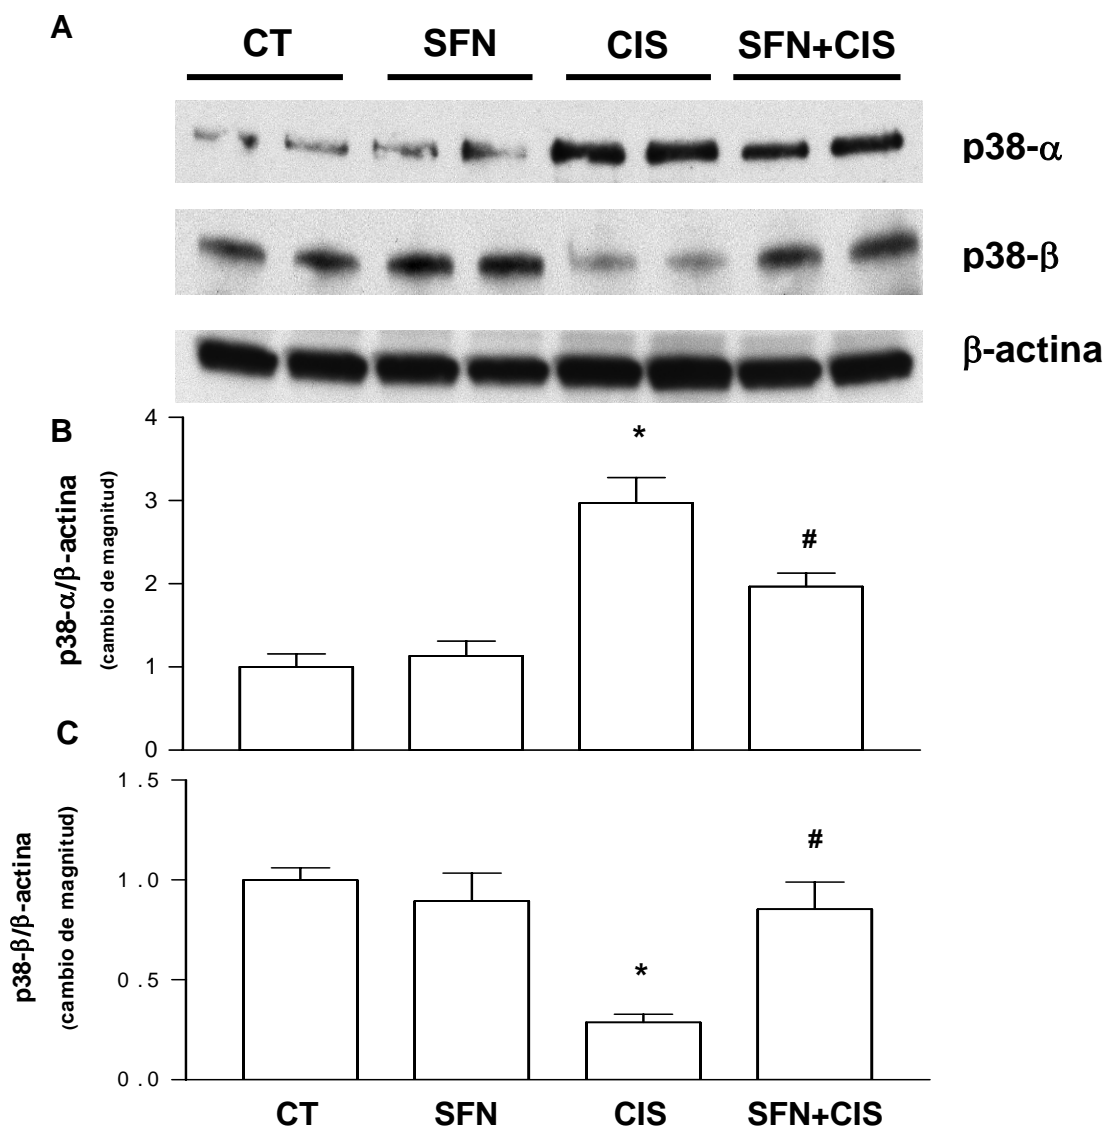 A
CT SFN CIS SFN+CIS
p38-α
p38-β
β-actina
B
4
3
2
1
0
p38-α/β-actina
(cambio de magnitud)
*
#
C
1.5
1.0
0.5
0.0
p38-β/β-actina
(cambio de magnitud)
*
#
CT SFN CIS SFN+CIS